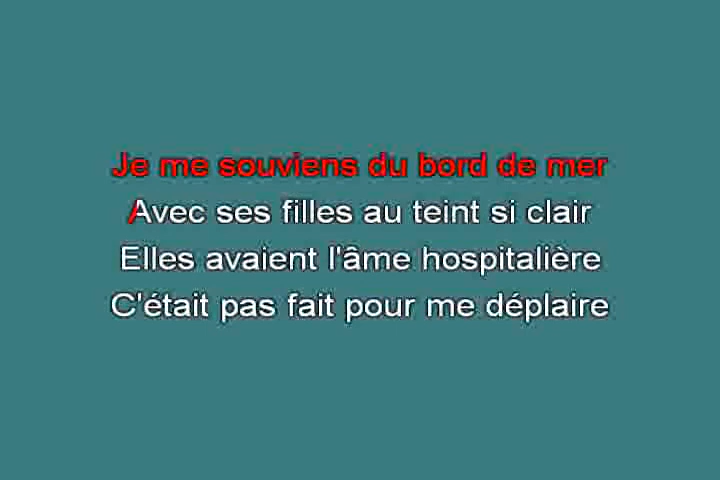 Je me souviens du bord de mer
Avec ses filles au teint si clair
Elles avaient l'âme hospitalière
C'était pas fait pour me déplaire